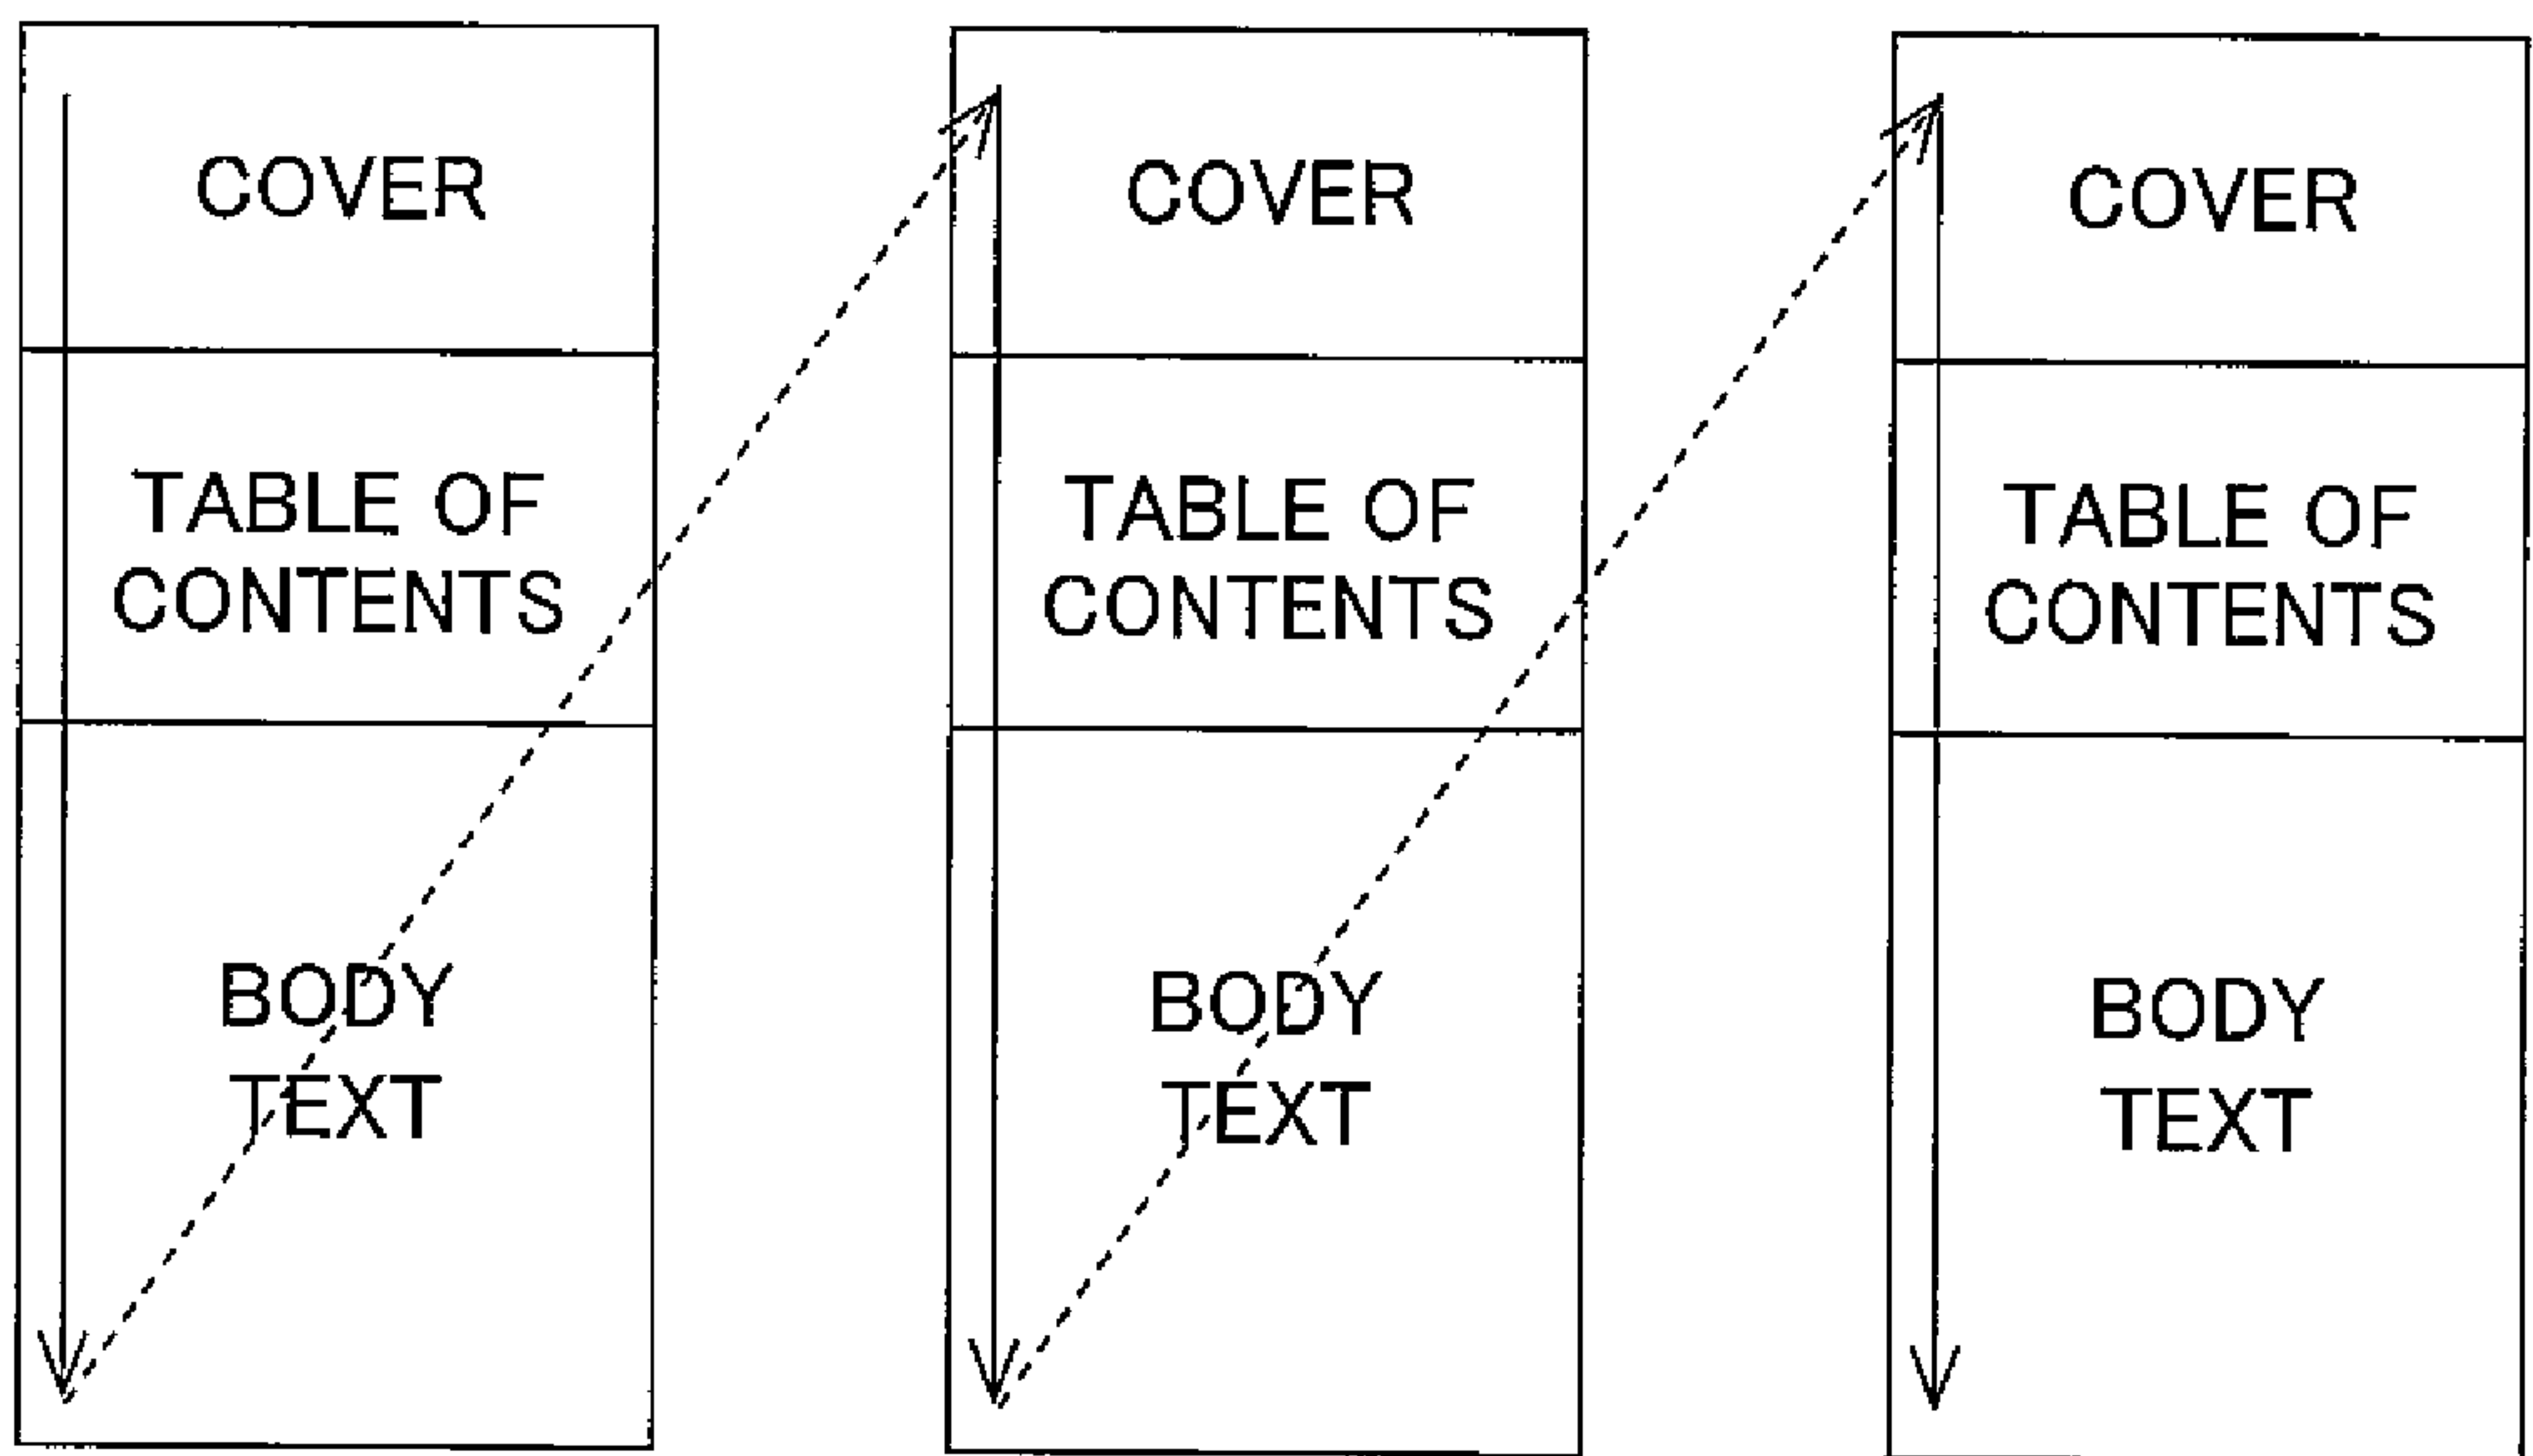 COVER
TABLE OF
CONTENTS
BODY
TEXT
COVER
TABLE OF
CONTENTS
BODY
TEXT
COVER
TABLE OF
CONTENTS
BODY
TEXT